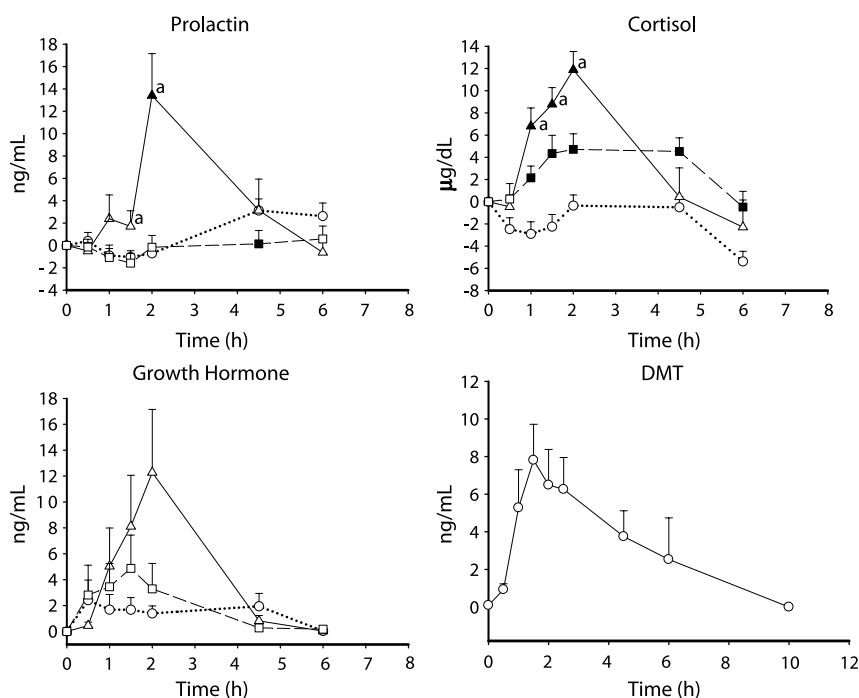 Prolactin
18
16
14
12
10
8
6
4
2
0
- 2
- 4
ng/mL
a
a
0 1 2 3 4 5 6 7 8
Time (h)
Cortisol
14
12
10
8
6
4
2
0
-2
-4
-6
-8
µg/dL
a
a
a
0 1 2 3 4 5 6 7 8
Time (h)
Growth Hormone
18
16
14
12
10
8
6
4
2
0
ng/mL
0 1 2 3 4 5 6 7 8
Time (h)
DMT
12
10
8
6
4
2
0
ng/mL
0 2 4 6 8 10 12
Time (h)